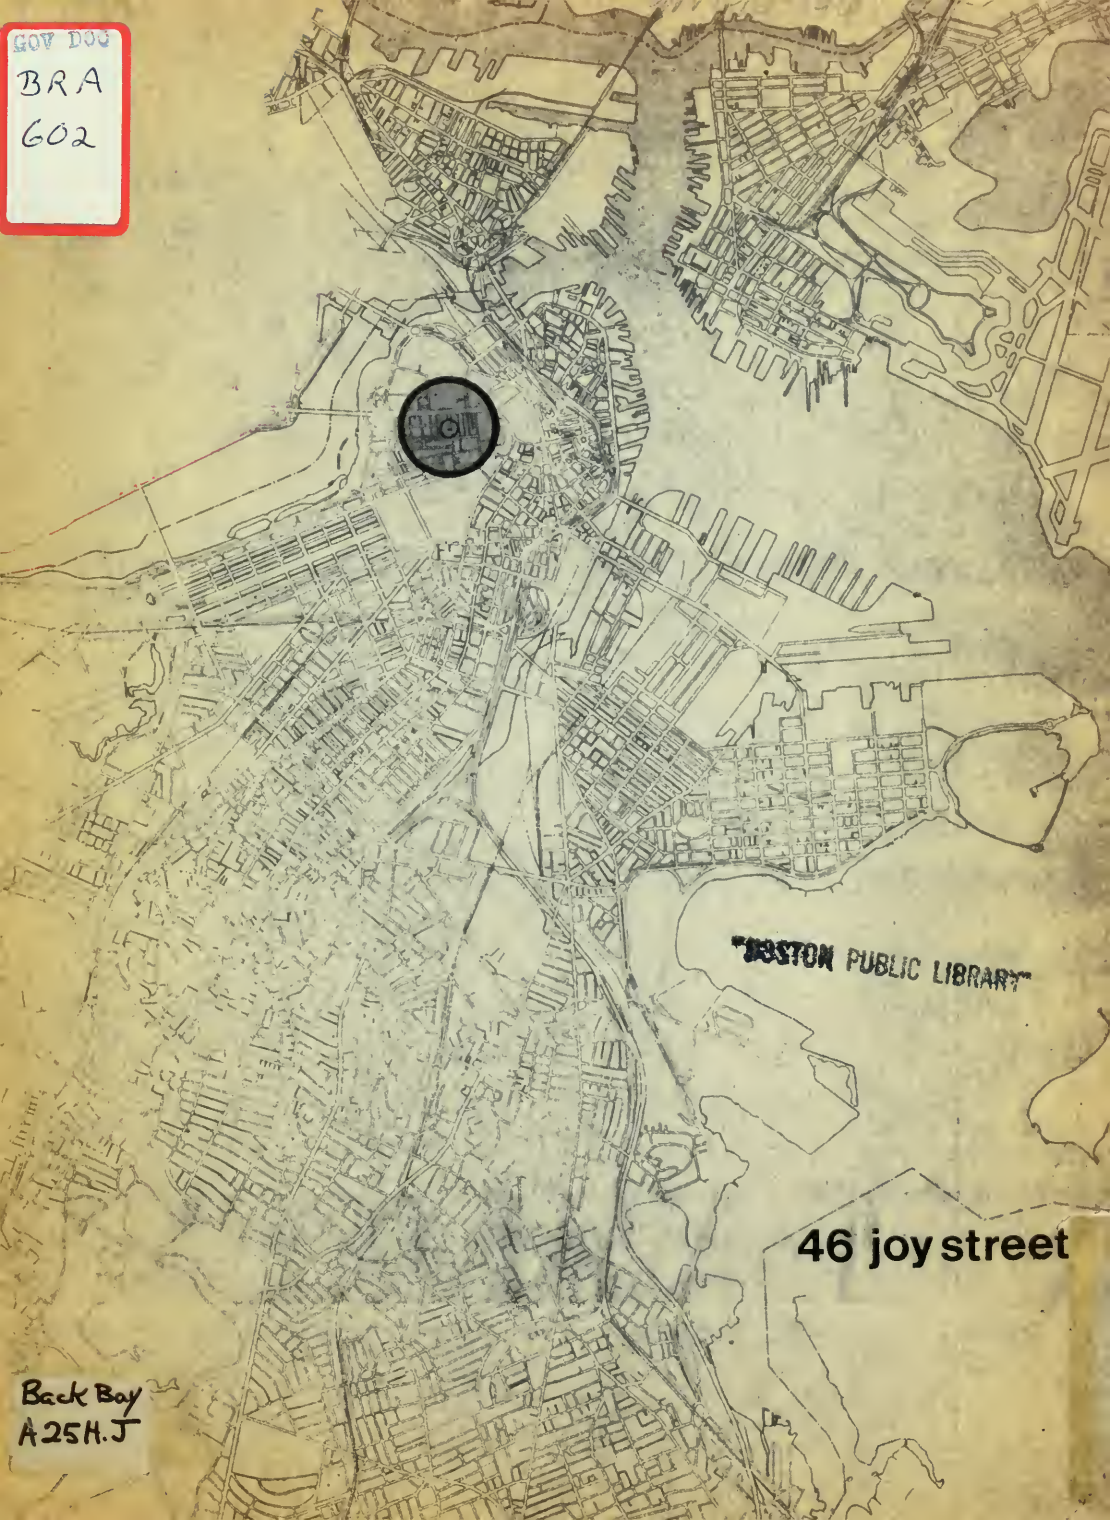 GOV DOC
BRA
602
"BOSTON PUBLIC LIBRARY"
46 joy street
Back Bay
A25H.J